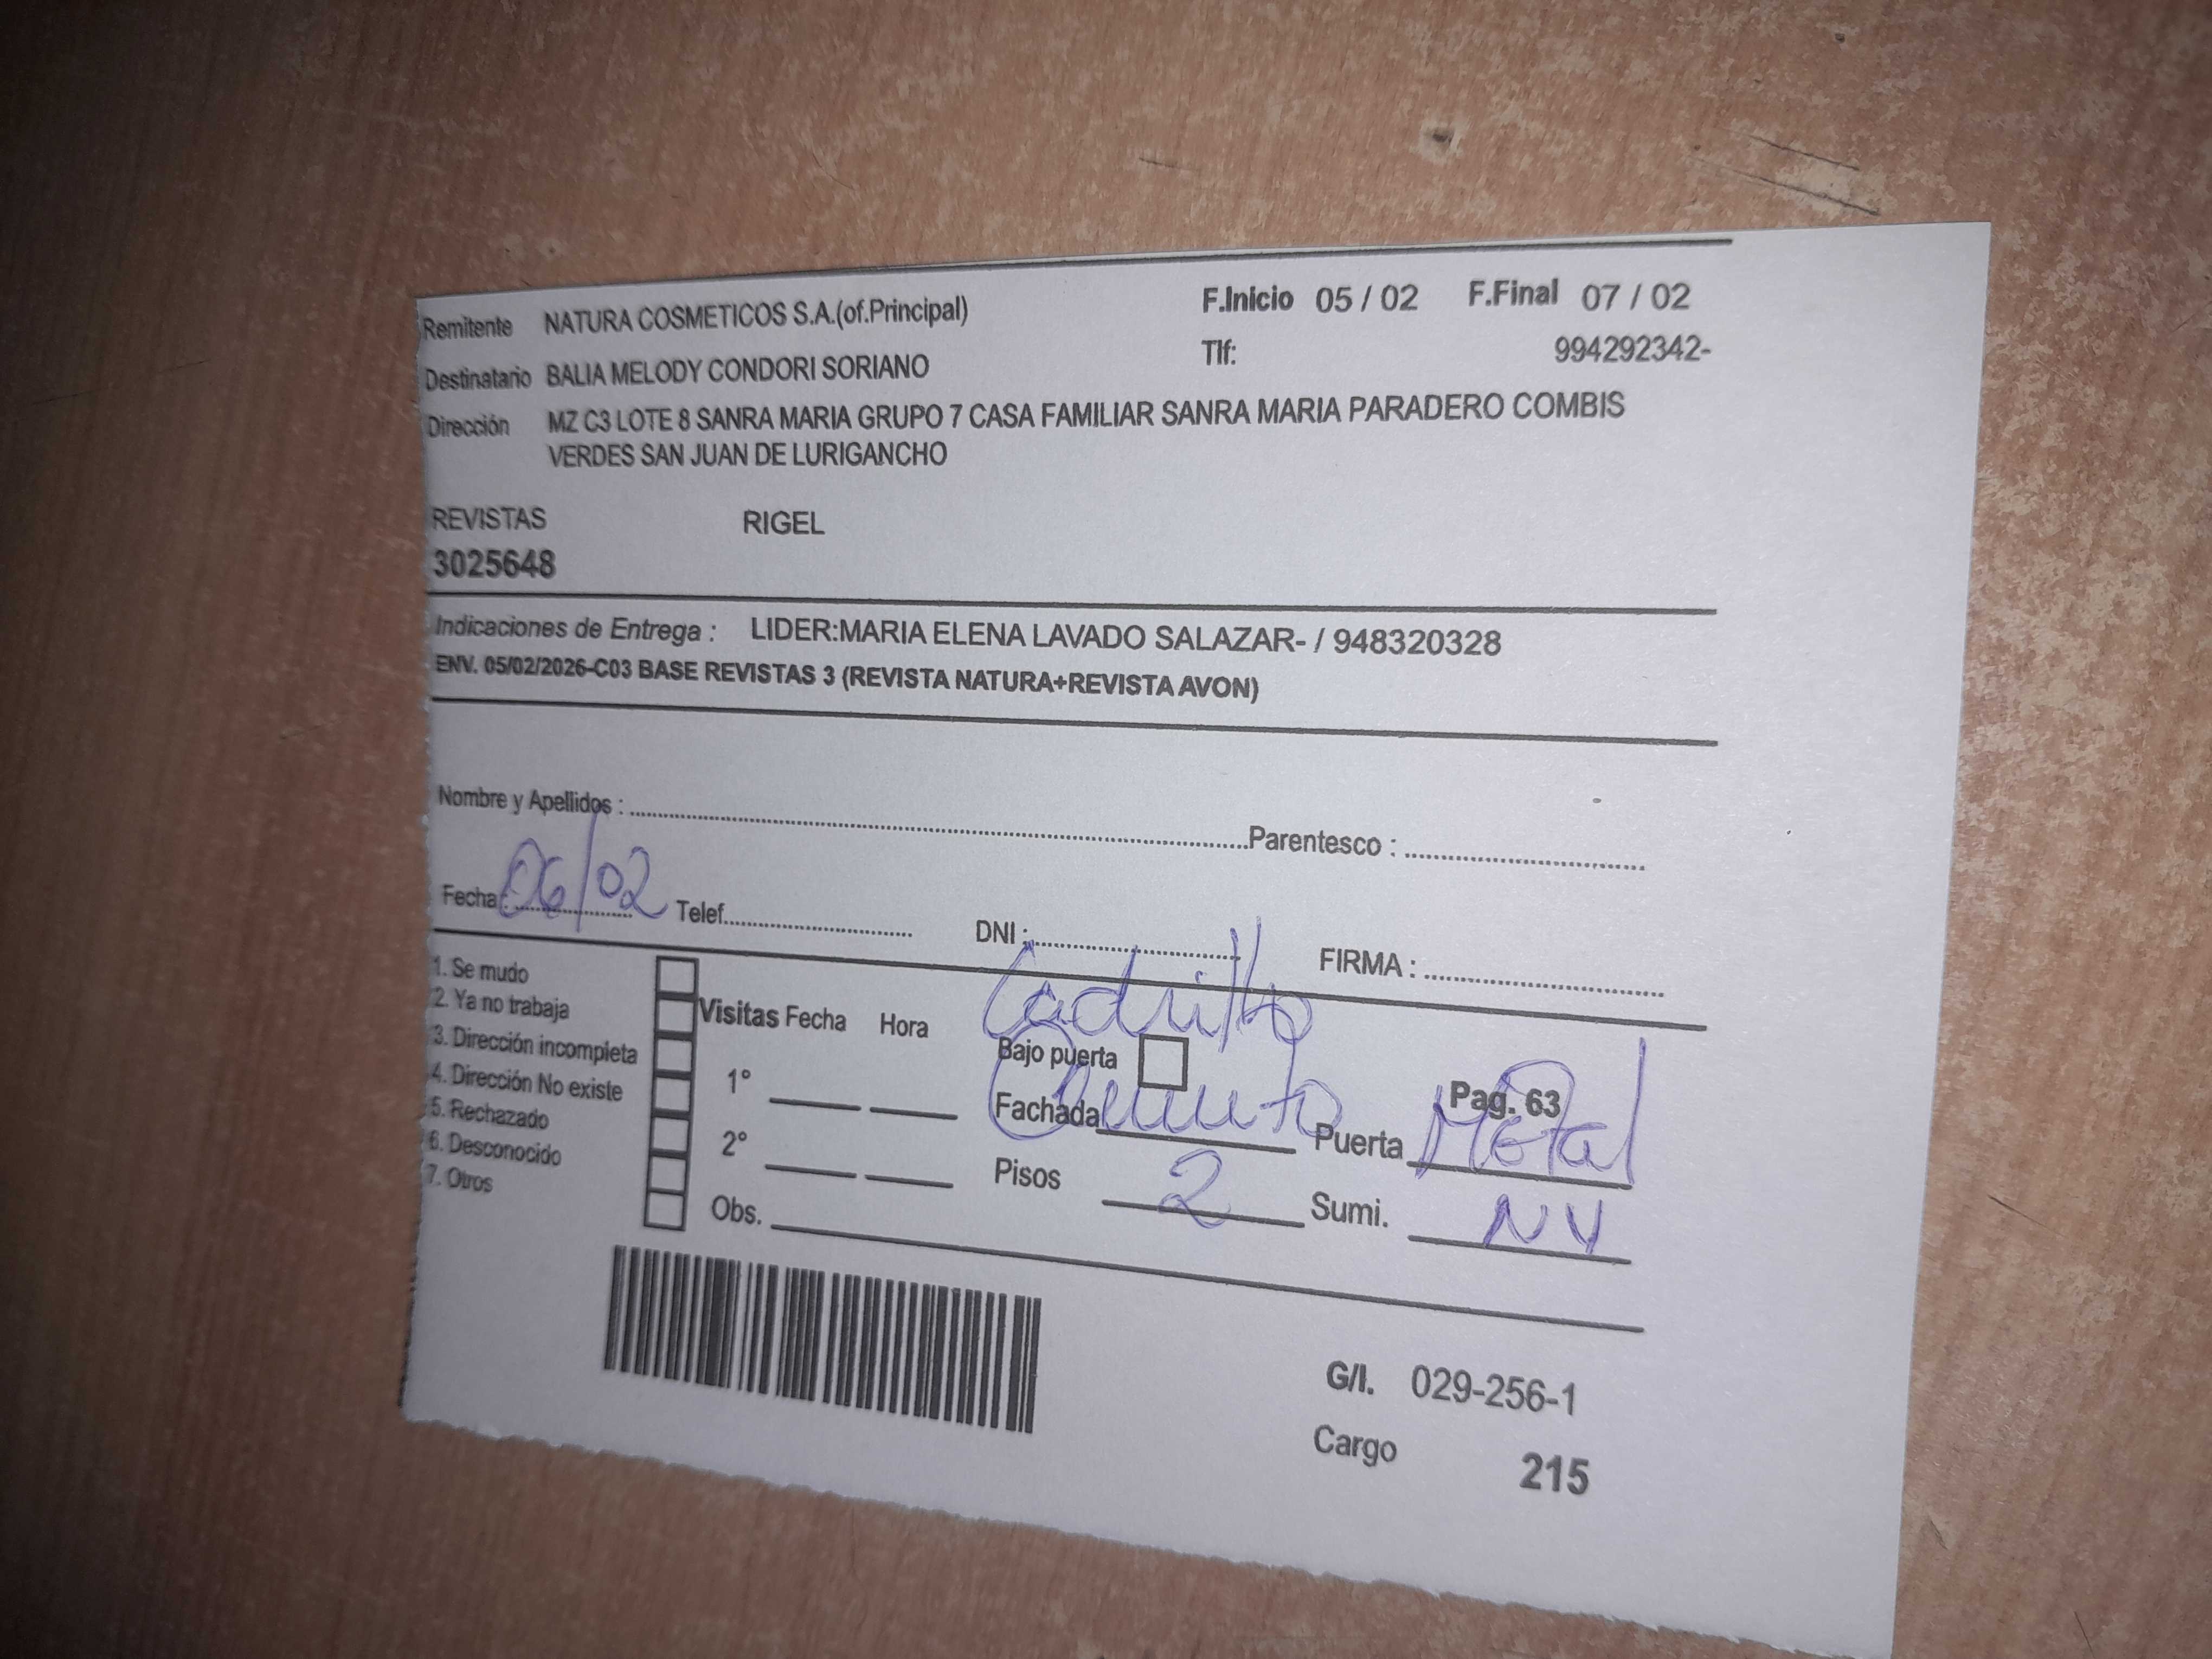 Remitente NATURA COSMETICOS S.A.(of.Principal) F.Inicio 05 / 02 F.Final 07 / 02
Destinatario BALIA MELODY CONDORI SORIANO Tlf: 994292342-
Dirección MZ C3 LOTE 8 SANRA MARIA GRUPO 7 CASA FAMILIAR SANRA MARIA PARADERO COMBIS
VERDES SAN JUAN DE LURIGANCHO
REVISTAS RIGEL
3025648
Indicaciones de Entrega : LIDER:MARIA ELENA LAVADO SALAZAR- / 948320328
ENV. 05/02/2026-C03 BASE REVISTAS 3 (REVISTA NATURA+REVISTA AVON)
Nombre y Apellidos : Parentesco :
Fecha : 06/02 Telef. DNI : FIRMA :
1. Se mudo
2. Ya no trabaja
3. Dirección incompleta
4. Dirección No existe
5. Rechazado
6. Desconocido
7. Otros
Visitas Fecha Hora
1°
2°
Obs.
Ladrillo
Bajo puerta
Pag. 63
Fachada Puerta Metal
Pisos 2 Sumi. NV
G/I. 029-256-1
Cargo 215